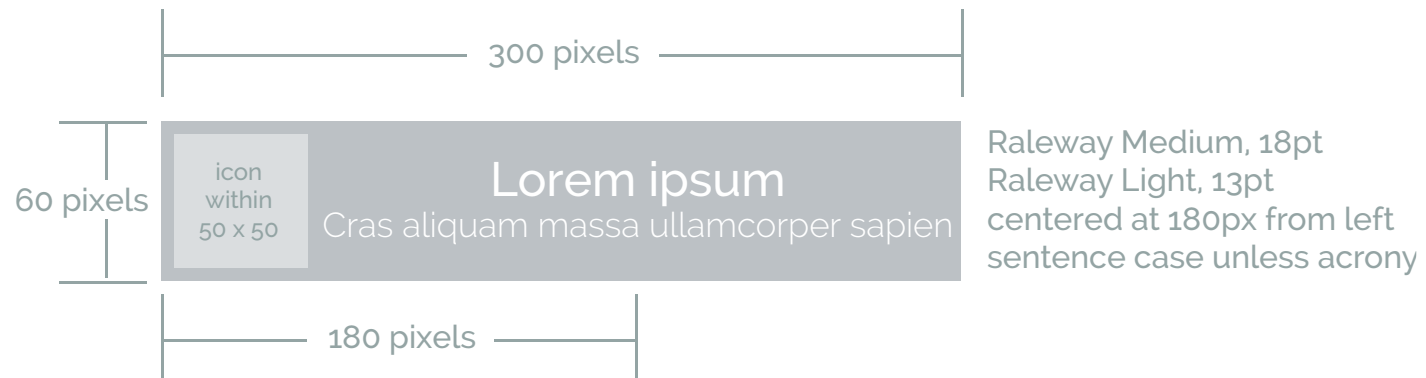 300 pixels
60 pixels
icon
within
50 x 50
Lorem ipsum
Cras aliquam massa ullamcorper sapien
Raleway Medium, 18pt
Raleway Light, 13pt
centered at 180px from left
sentence case unless acrony
180 pixels